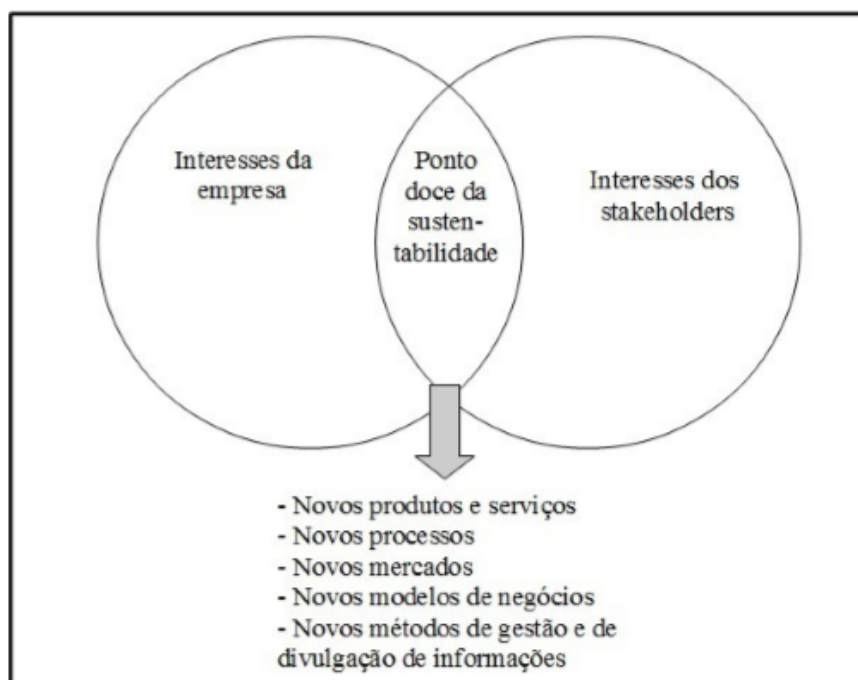 Interesses da
empresa
Ponto
doce da
susten-
tabilidade
Interesses dos
stakeholders
- Novos produtos e serviços
- Novos processos
- Novos mercados
- Novos modelos de negócios
- Novos métodos de gestão e de
divulgação de informações